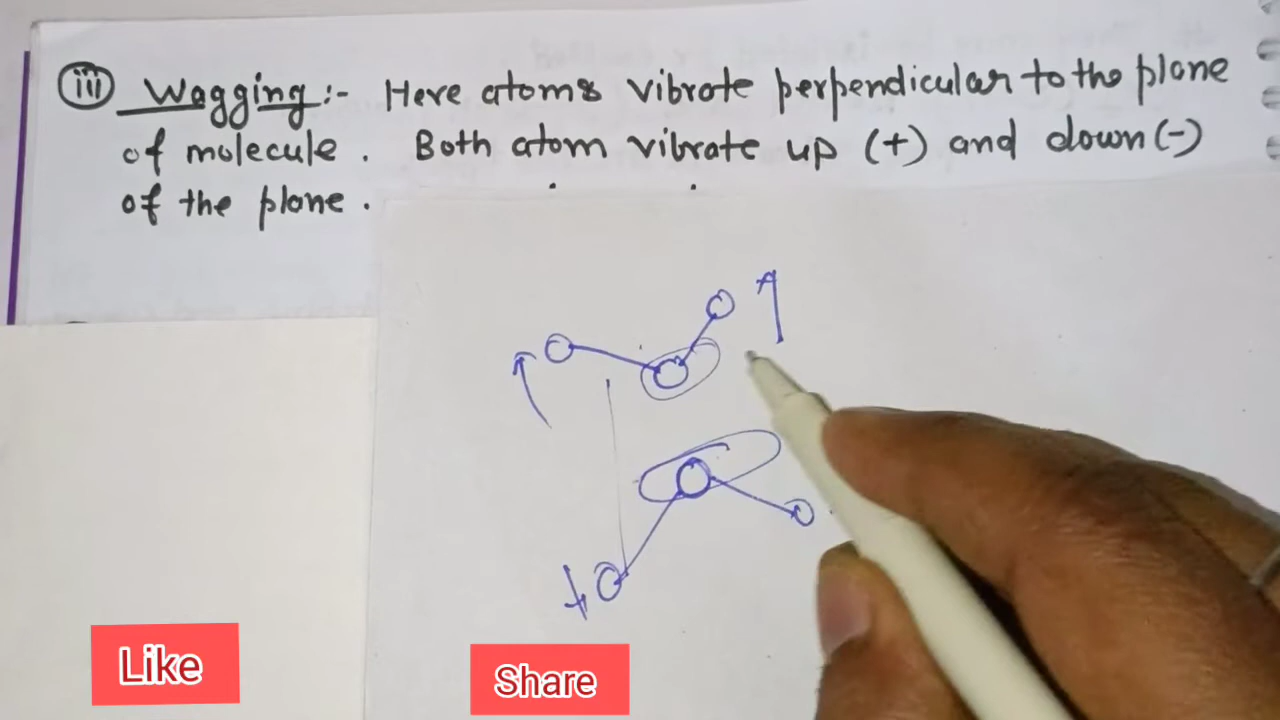 (iii) Wagging :- Here atoms vibrate perpendicular to the plane
of molecule . Both atom vibrate up (+) and down (-)
of the plane .
Like
Share